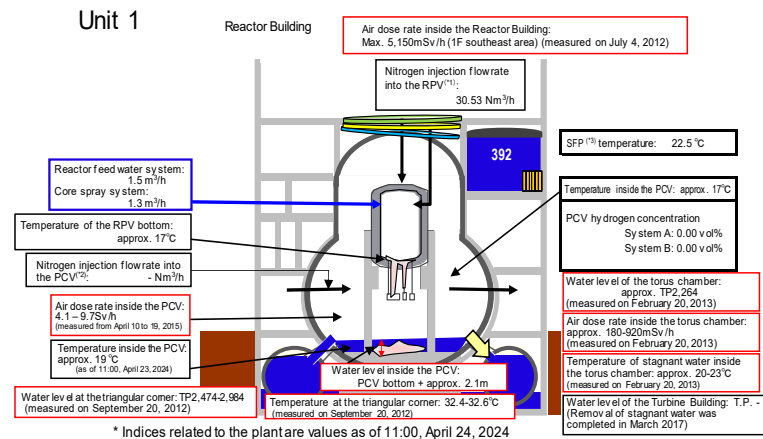 Unit 1
Reactor Building
Air dose rate inside the Reactor Building:
Max. 5,150mSv/h (1F southeast area) (measured on July 4, 2012)
Nitrogen injection flow rate
into the RPV(*1):
30.53 Nm³/h
392
SFP (*3) temperature: 22.5 ℃
Reactor feed water system:
1.5 m³/h
Core spray system:
1.3 m³/h
Temperature inside the PCV: approx. 17℃
PCV hydrogen concentration
System A: 0.00 vol%
System B: 0.00 vol%
Temperature of the RPV bottom:
approx. 17℃
Nitrogen injection flow rate into
the PCV(*2): - Nm³/h
Water level of the torus chamber:
approx. TP2,264
(measured on February 20, 2013)
Air dose rate inside the PCV:
4.1 – 9.7Sv/h
(measured from April 10 to 19, 2015)
Air dose rate inside the torus chamber:
approx. 180-920mSv/h
(measured on February 20, 2013)
Temperature inside the PCV:
approx. 19 ℃
(as of 11:00, April 23, 2024)
Temperature of stagnant water inside
the torus chamber: approx. 20-23℃
(measured on February 20, 2013)
Water level inside the PCV:
PCV bottom + approx. 2.1m
Water level at the triangular corner: TP2,474-2,984
(measured on September 20, 2012)
Temperature at the triangular corner: 32.4-32.6℃
(measured on September 20, 2012)
Water level of the Turbine Building: T.P. -
(Removal of stagnant water was
completed in March 2017)
* Indices related to the plant are values as of 11:00, April 24, 2024